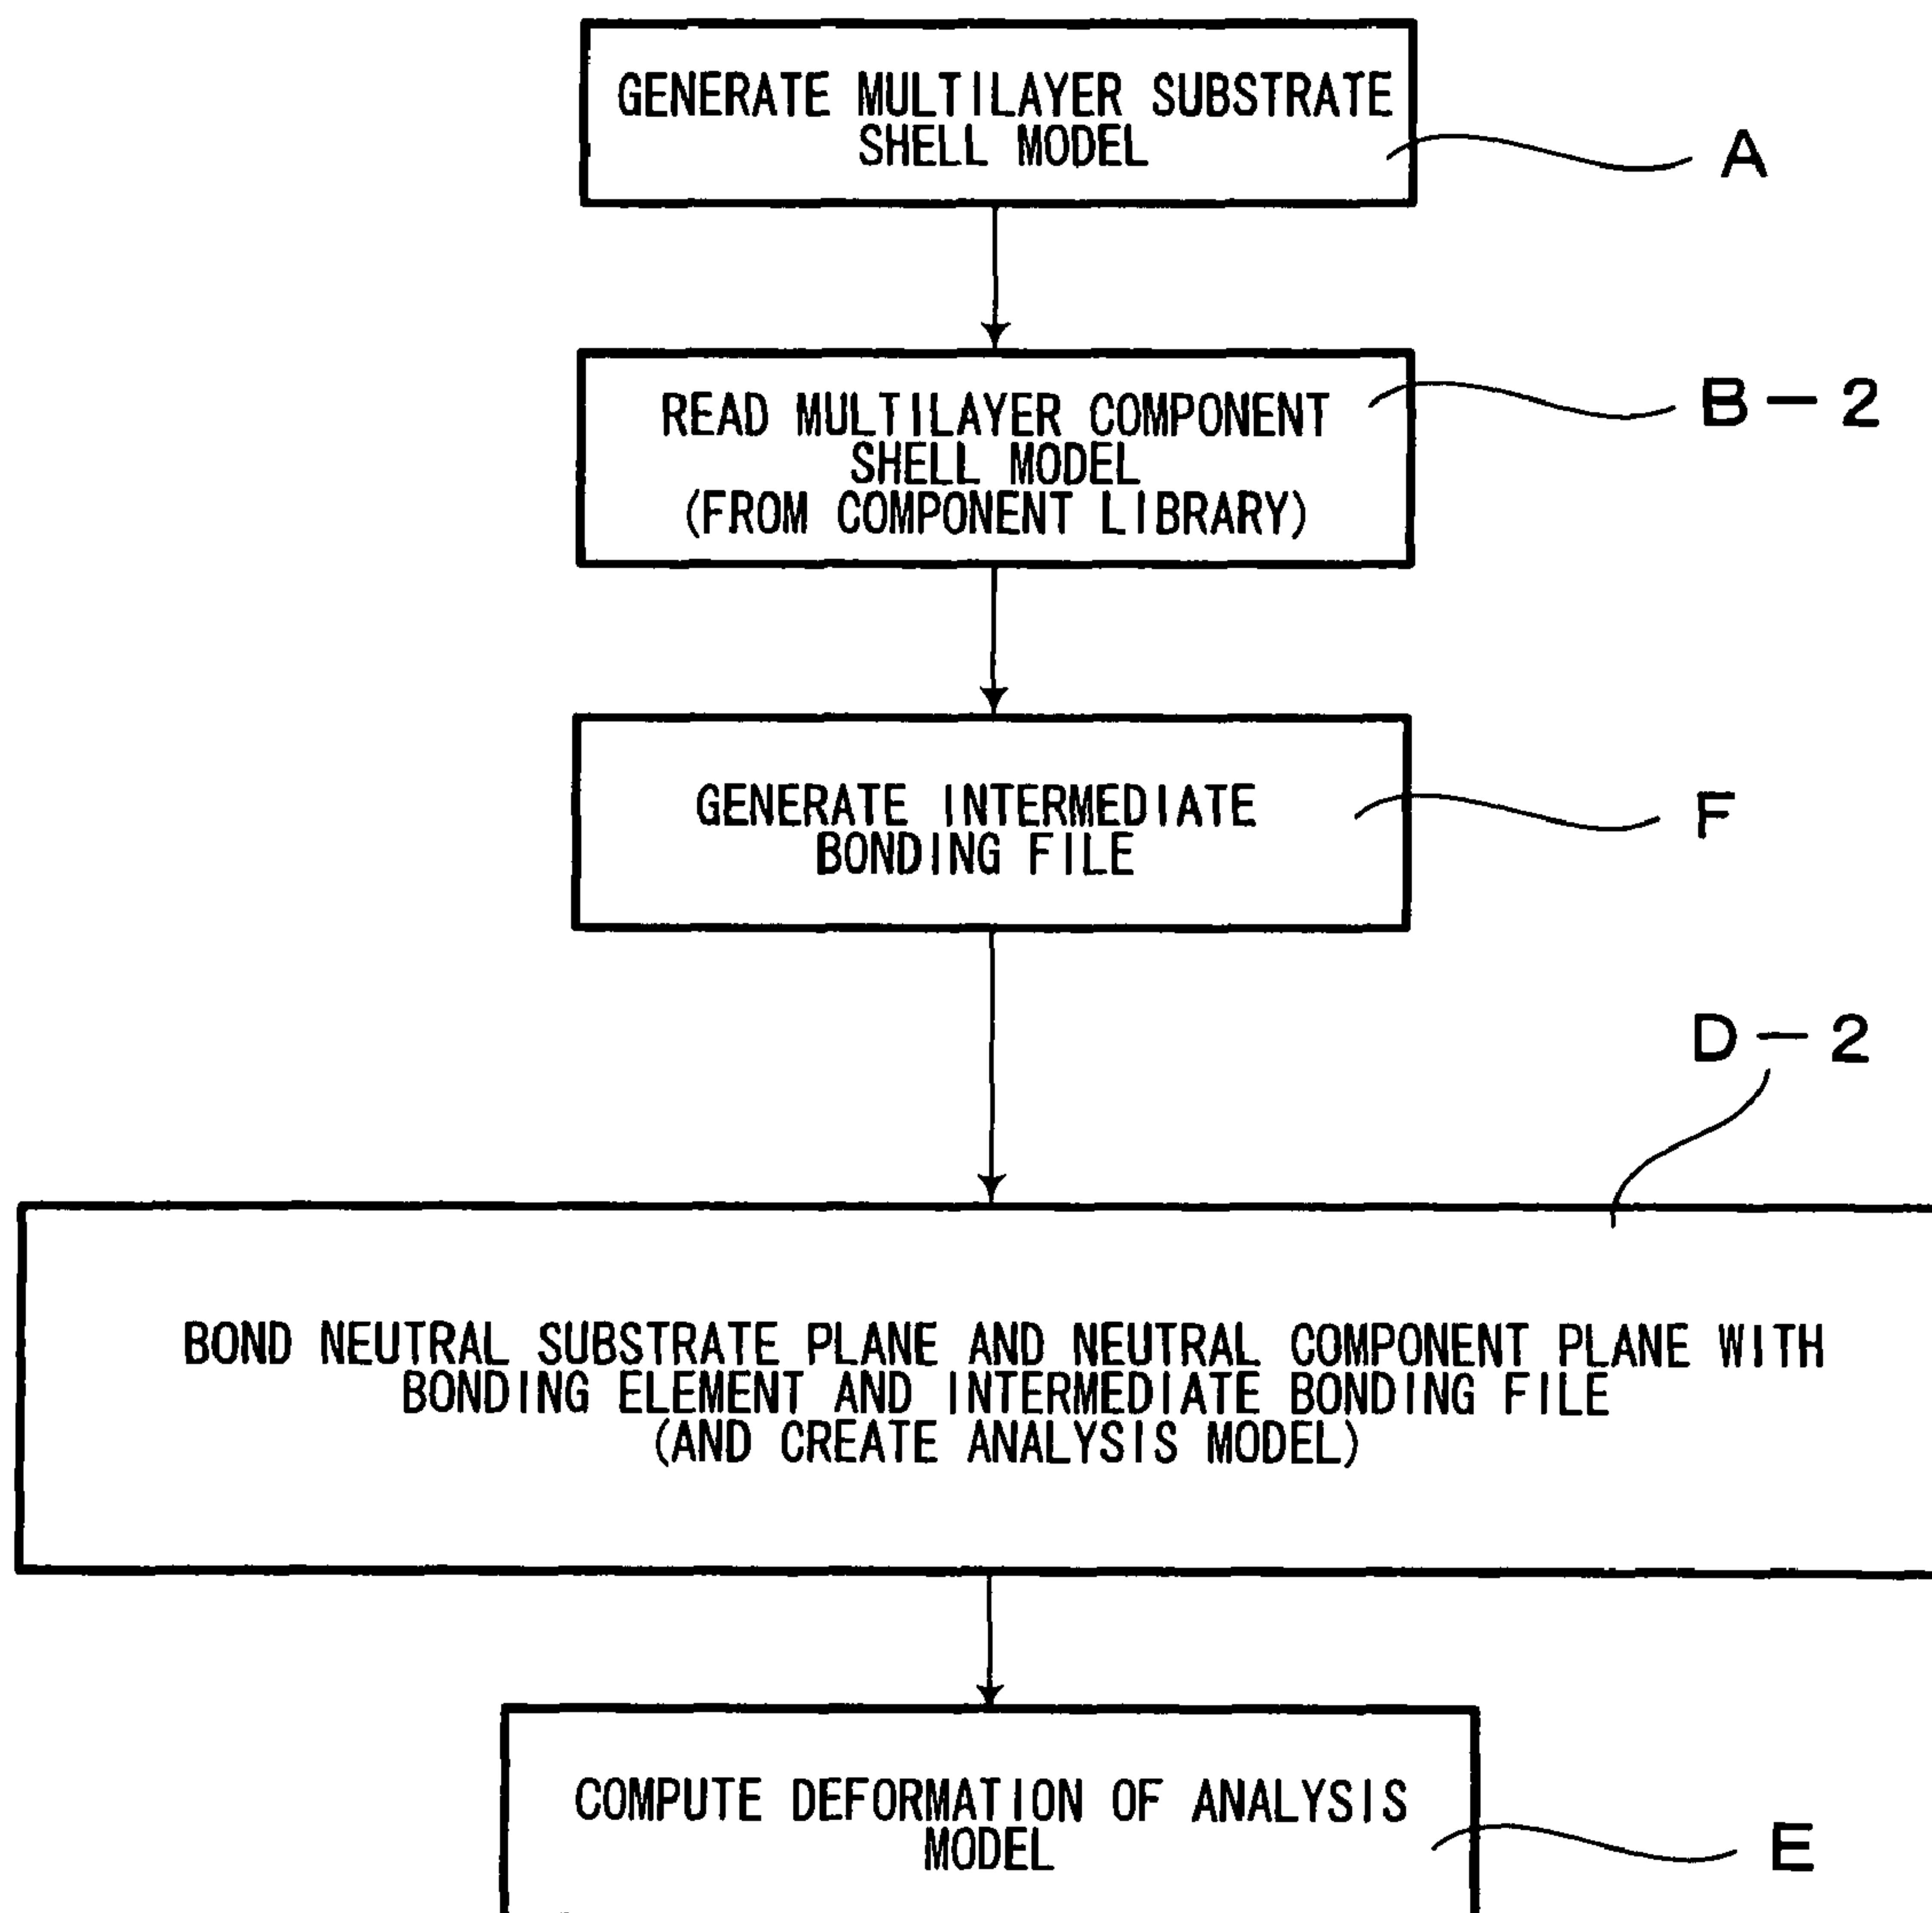 GENERATE MULTILAYER SUBSTRATE
SHELL MODEL
A
READ MULTILAYER COMPONENT
SHELL MODEL
(FROM COMPONENT LIBRARY)
B-2
GENERATE INTERMEDIATE
BONDING FILE
F
D-2
BOND NEUTRAL SUBSTRATE PLANE AND NEUTRAL COMPONENT PLANE WITH
BONDING ELEMENT AND INTERMEDIATE BONDING FILE
(AND CREATE ANALYSIS MODEL)
COMPUTE DEFORMATION OF ANALYSIS
MODEL
E